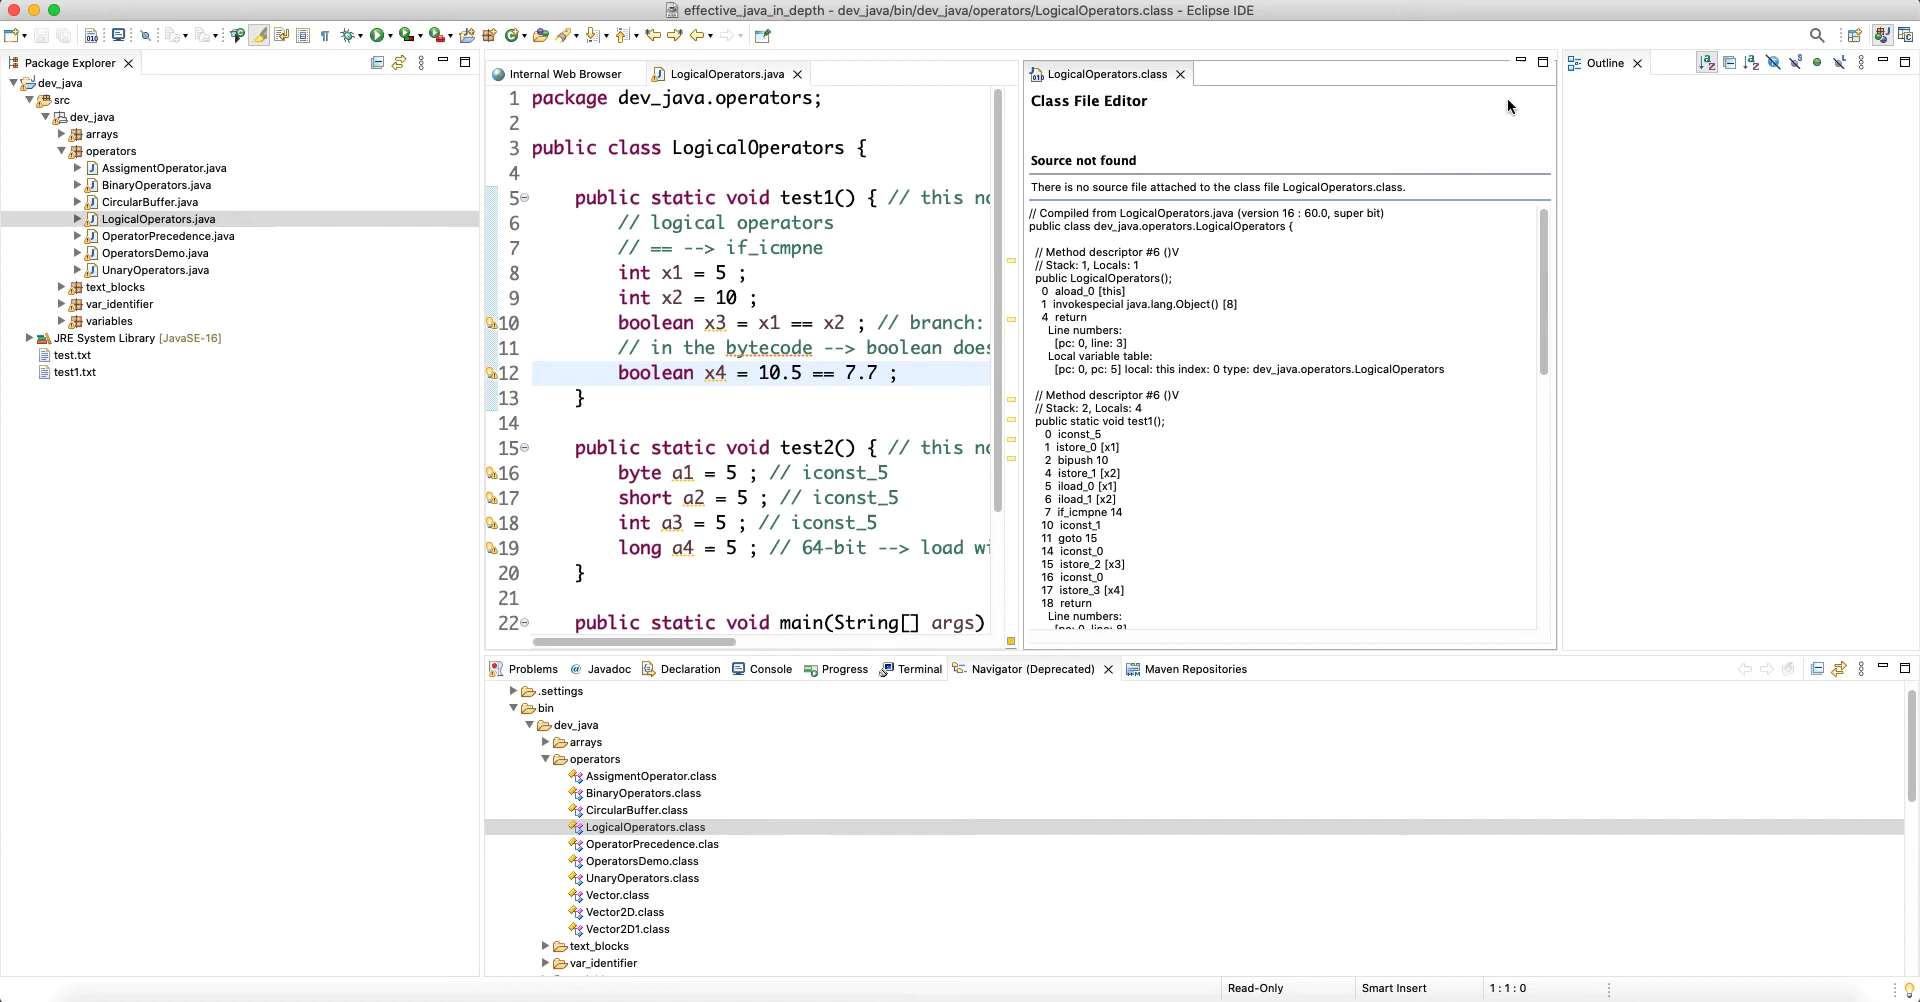 effective_java_in_depth - dev_java/bin/dev_java/operators/LogicalOperators.class - Eclipse IDE
Package Explorer
dev_java
src
dev_java
arrays
operators
AssigmentOperator.java
BinaryOperators.java
CircularBuffer.java
LogicalOperators.java
OperatorPrecedence.java
OperatorsDemo.java
UnaryOperators.java
text_blocks
var_identifier
variables
JRE System Library [JavaSE-16]
test.txt
test1.txt
Internal Web Browser
LogicalOperators.java
1 package dev_java.operators;
2
3 public class LogicalOperators {
4
5 public static void test1() { // this
6 // logical operators
7 // == --> if_icmpne
8 int x1 = 5 ;
9 int x2 = 10 ;
10 boolean x3 = x1 == x2 ; // branch:
11 // in the bytecode --> boolean
12 boolean x4 = 10.5 == 7.7 ;
13 }
14
15 public static void test2() { // this
16 byte a1 = 5 ; // iconst_5
17 short a2 = 5 ; // iconst_5
18 int a3 = 5 ; // iconst_5
19 long a4 = 5 ; // 64-bit --> load
20 }
21
22 public static void main(String[] args)
LogicalOperators.class
Class File Editor
Source not found
There is no source file attached to the class file LogicalOperators.class.
// Compiled from LogicalOperators.java (version 16 : 60.0, super bit)
public class dev_java.operators.LogicalOperators {
// Method descriptor #6 ()V
// Stack: 1, Locals: 1
public LogicalOperators();
0 aload_0 [this]
1 invokespecial java.lang.Object() [8]
4 return
Line numbers:
[pc: 0, line: 3]
Local variable table:
[pc: 0, pc: 5] local: this index: 0 type: dev_java.operators.LogicalOperators
// Method descriptor #6 ()V
// Stack: 2, Locals: 4
public static void test1();
0 iconst_5
1 istore_0 [x1]
2 bipush 10
4 istore_1 [x2]
5 iload_0 [x1]
6 iload_1 [x2]
7 if_icmpne 14
10 iconst_1
11 goto 15
14 iconst_0
15 istore_2 [x3]
16 iconst_0
17 istore_3 [x4]
18 return
Line numbers:
Outline
Problems
@ Javadoc
Declaration
Console
Progress
Terminal
Navigator (Deprecated)
Maven Repositories
.settings
bin
dev_java
arrays
operators
AssigmentOperator.class
BinaryOperators.class
CircularBuffer.class
LogicalOperators.class
OperatorPrecedence.clas
OperatorsDemo.class
UnaryOperators.class
Vector.class
Vector2D.class
Vector2D1.class
text_blocks
var_identifier
Read-Only
Smart Insert
1 : 1 : 0